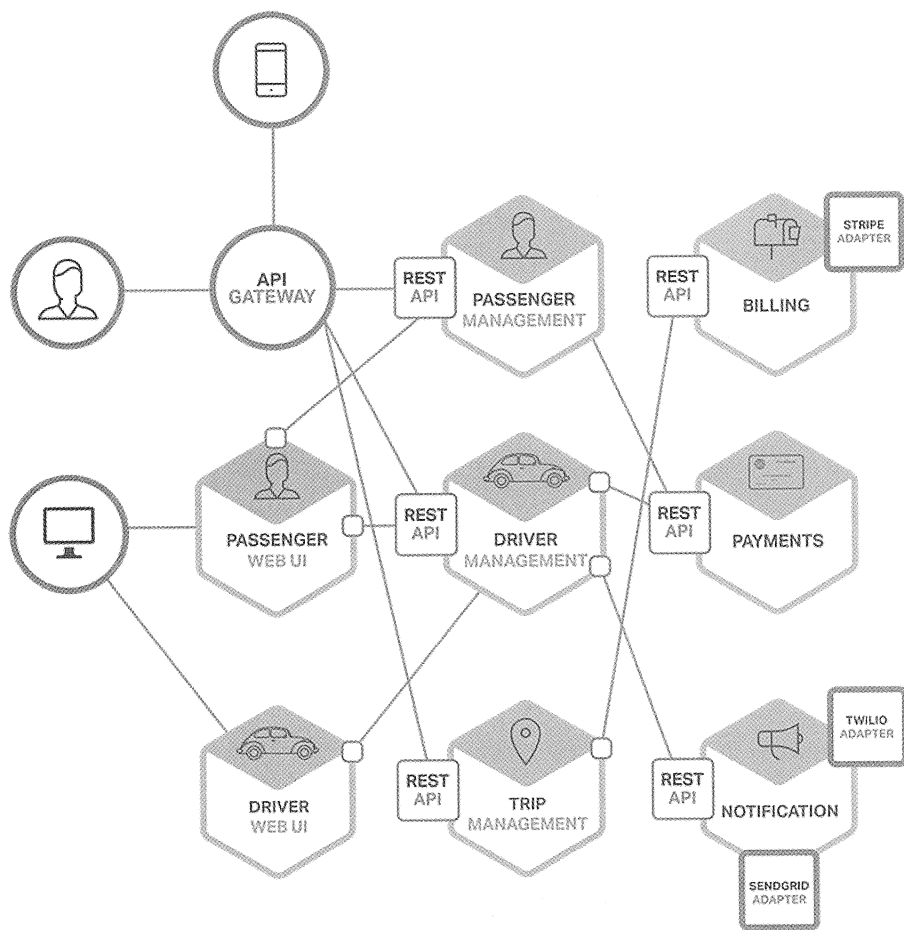 API
GATEWAY
REST
API
PASSENGER
MANAGEMENT
REST
API
BILLING
STRIPE
ADAPTER
PASSENGER
WEB UI
REST
API
DRIVER
MANAGEMENT
REST
API
PAYMENTS
DRIVER
WEB UI
REST
API
TRIP
MANAGEMENT
REST
API
NOTIFICATION
TWILIO
ADAPTER
SENDGRID
ADAPTER